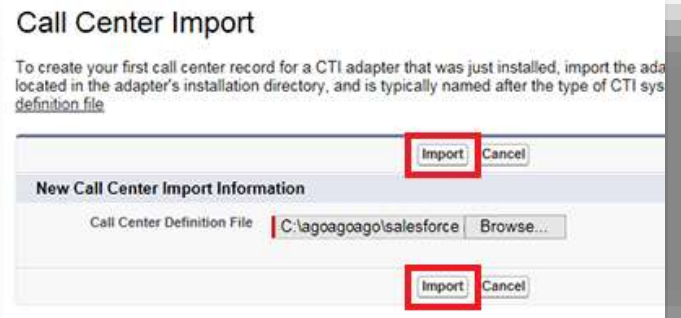 Call Center Import
To create your first call center record for a CTI adapter that was just installed, import the ada
located in the adapter's installation directory, and is typically named after the type of CTI sys
definition file
Import Cancel
New Call Center Import Information
Call Center Definition File C:\agoagoago\salesforce Browse...
Import Cancel